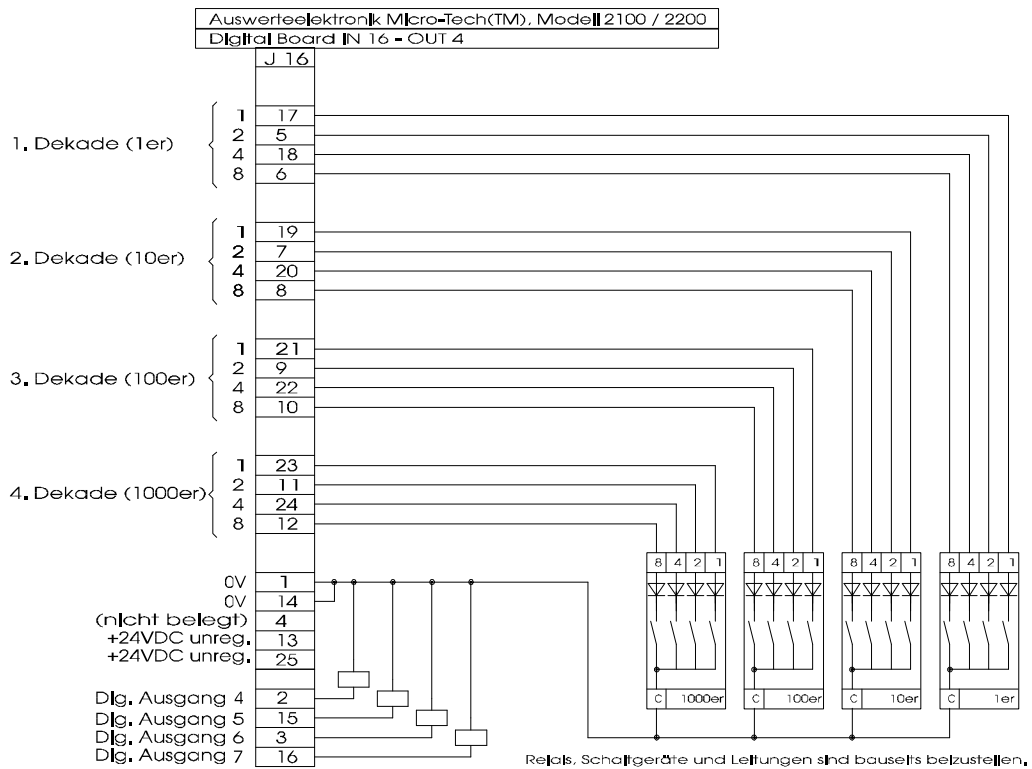 Auswerteelektronik Micro-Tech(TM), Modell 2100 / 2200
Digital Board IN 16 - OUT 4
J 16
1. Dekade (1er)
1 17
2 5
4 18
8 6
2. Dekade (10er)
1 19
2 7
4 20
8 8
3. Dekade (100er)
1 21
2 9
4 22
8 10
4. Dekade (1000er)
1 23
2 11
4 24
8 12
0V 1
0V 14
(nicht belegt) 4
+24VDC unreg. 13
+24VDC unreg. 25
Dig. Ausgang 4 2
Dig. Ausgang 5 15
Dig. Ausgang 6 3
Dig. Ausgang 7 16
8 4 2 1
C 1000er
8 4 2 1
C 100er
8 4 2 1
C 10er
8 4 2 1
C 1er
Relais, Schaltgeräte und Leitungen sind bauseits beizustellen.